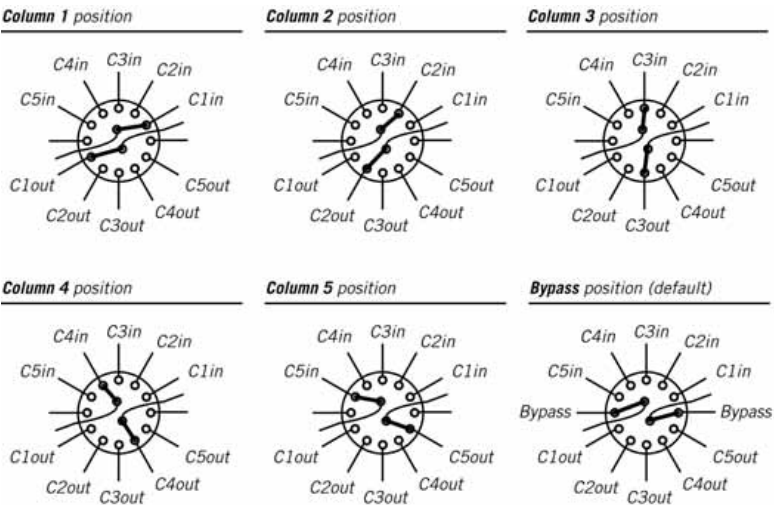 Column 1 position
C3in
C4in
C2in
C5in
C1in
C1out
C5out
C2out
C4out
C3out
Column 2 position
C3in
C4in
C2in
C5in
C1in
C1out
C5out
C2out
C4out
C3out
Column 3 position
C3in
C4in
C2in
C5in
C1in
C1out
C5out
C2out
C4out
C3out
Column 4 position
C3in
C4in
C2in
C5in
C1in
C1out
C5out
C2out
C4out
C3out
Column 5 position
C3in
C4in
C2in
C5in
C1in
C1out
C5out
C2out
C4out
C3out
Bypass position (default)
C3in
C4in
C2in
C5in
C1in
Bypass
Bypass
C1out
C5out
C2out
C4out
C3out